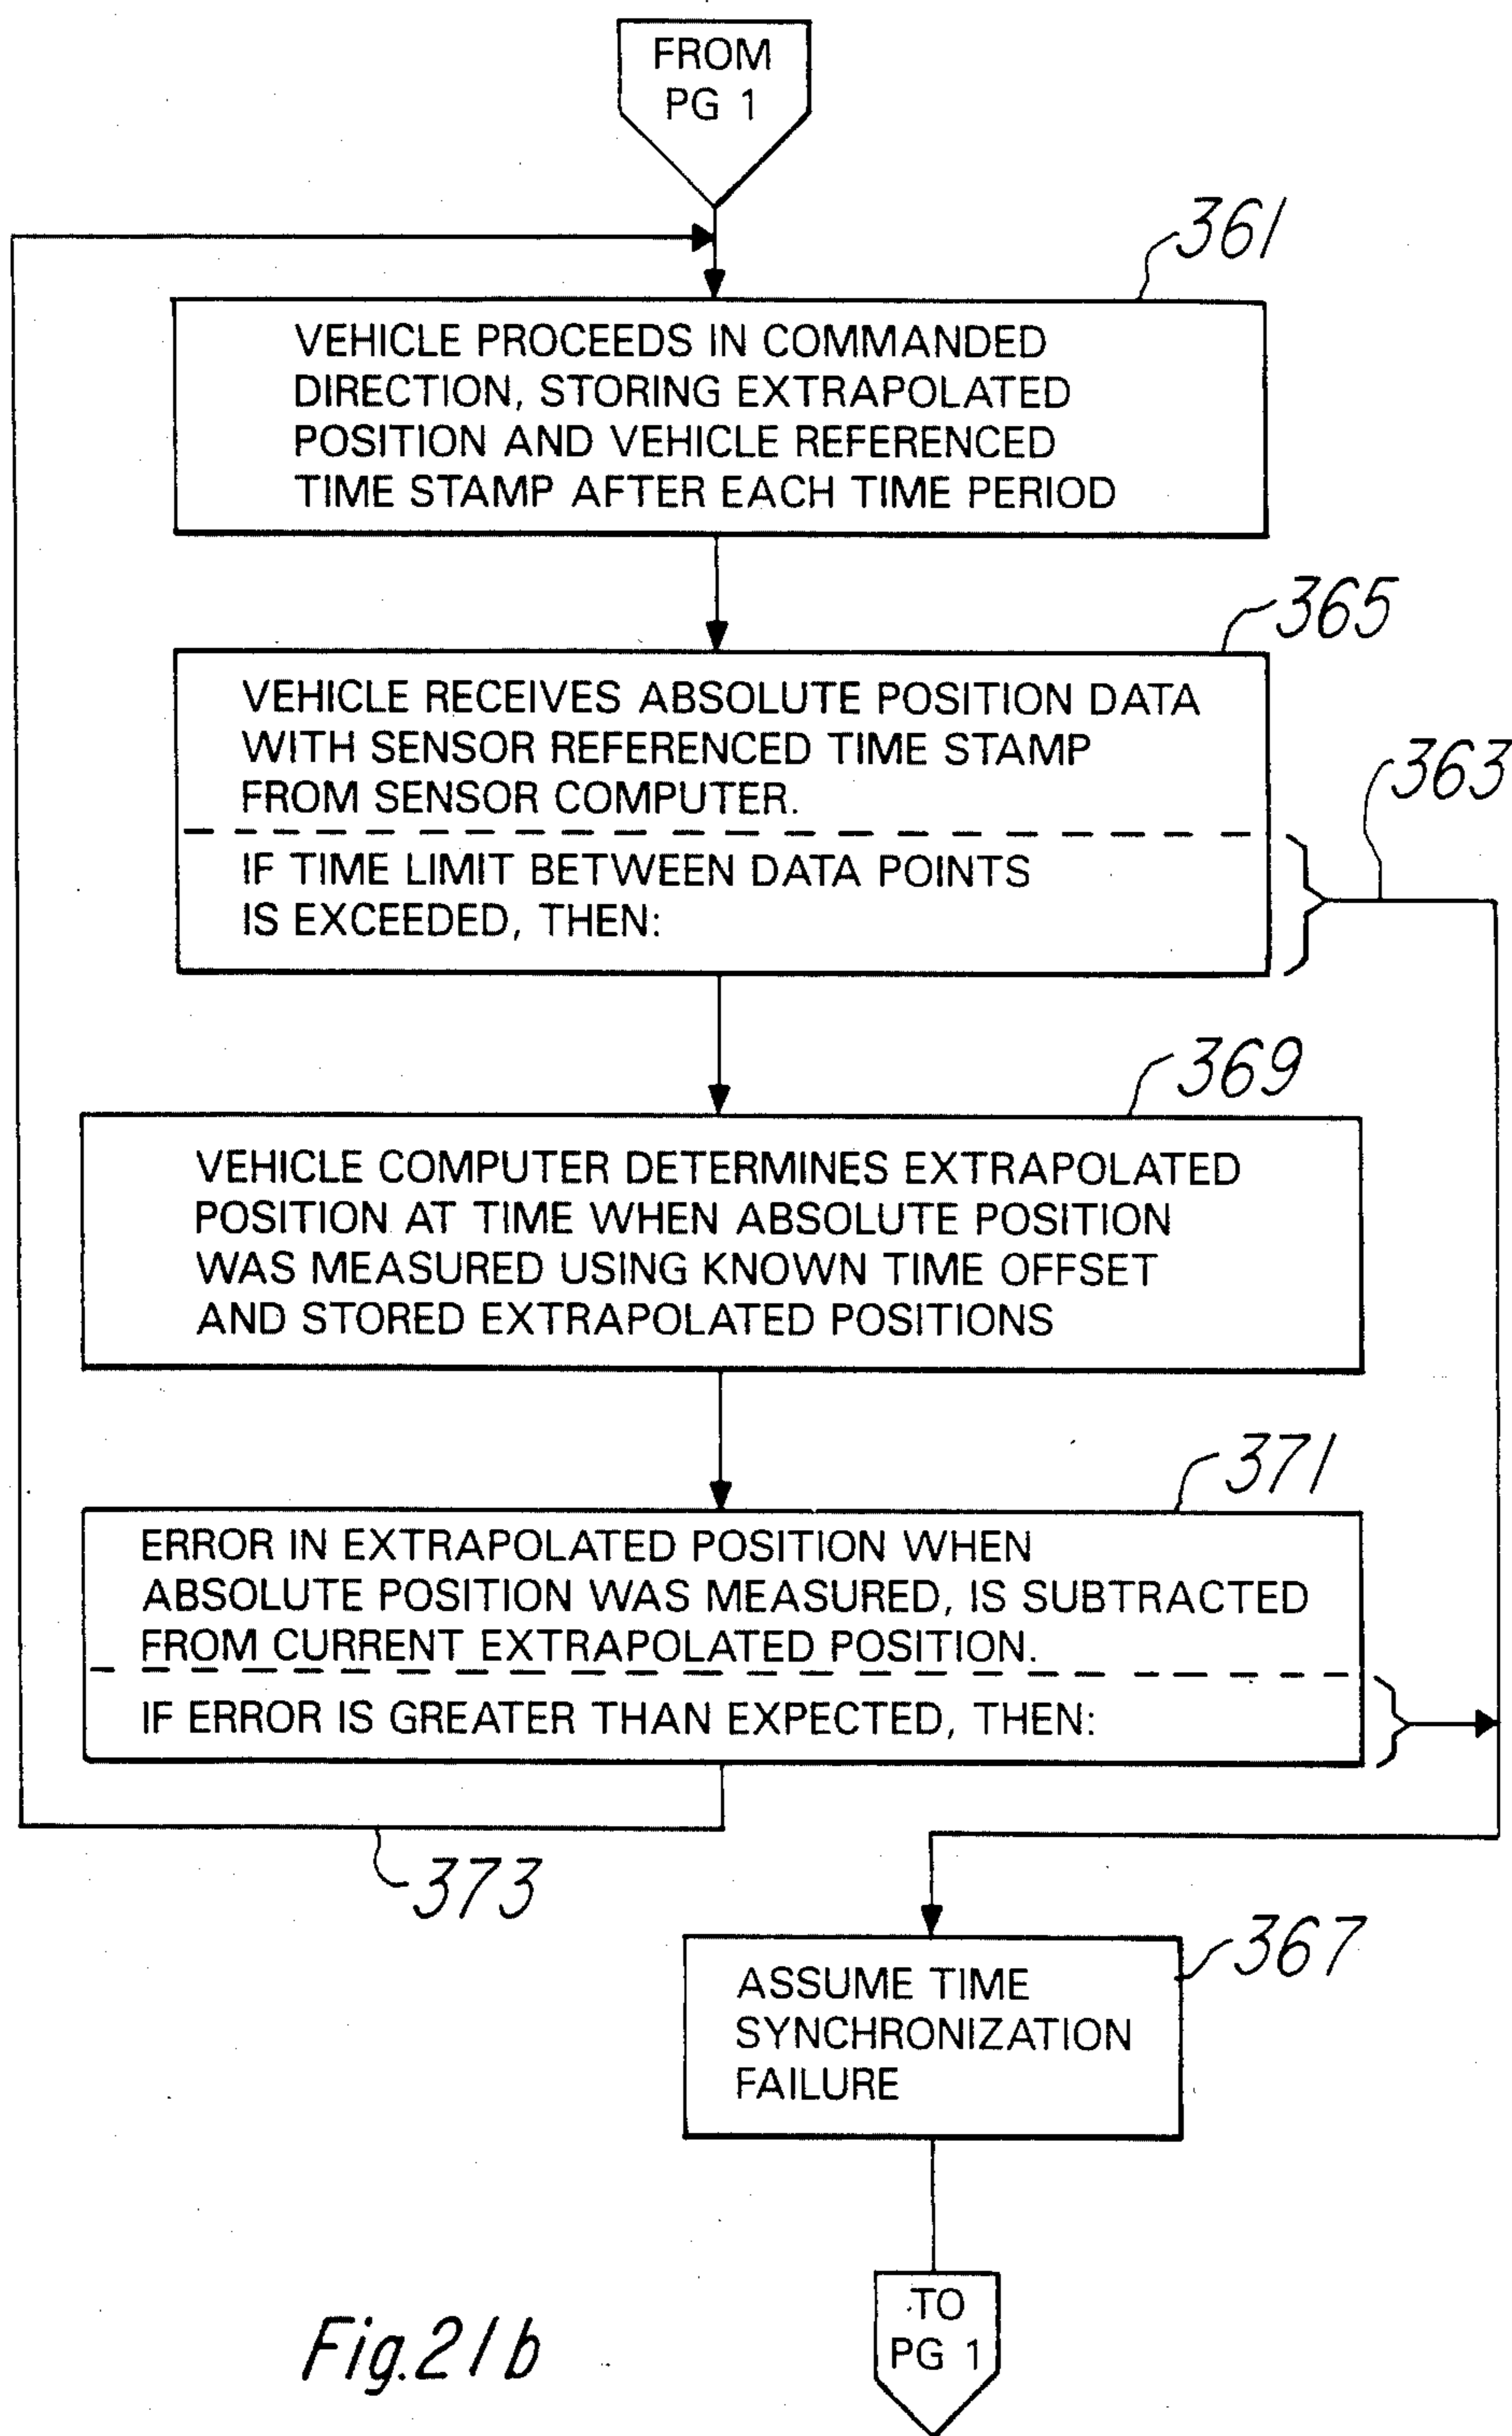 FROM
PG 1
361
VEHICLE PROCEEDS IN COMMANDED
DIRECTION, STORING EXTRAPOLATED
POSITION AND VEHICLE REFERENCED
TIME STAMP AFTER EACH TIME PERIOD
365
VEHICLE RECEIVES ABSOLUTE POSITION DATA
WITH SENSOR REFERENCED TIME STAMP
FROM SENSOR COMPUTER.
363
IF TIME LIMIT BETWEEN DATA POINTS
IS EXCEEDED, THEN:
369
VEHICLE COMPUTER DETERMINES EXTRAPOLATED
POSITION AT TIME WHEN ABSOLUTE POSITION
WAS MEASURED USING KNOWN TIME OFFSET
AND STORED EXTRAPOLATED POSITIONS
371
ERROR IN EXTRAPOLATED POSITION WHEN
ABSOLUTE POSITION WAS MEASURED, IS SUBTRACTED
FROM CURRENT EXTRAPOLATED POSITION.
IF ERROR IS GREATER THAN EXPECTED, THEN:
373
367
ASSUME TIME
SYNCHRONIZATION
FAILURE
TO
PG 1
Fig. 21b